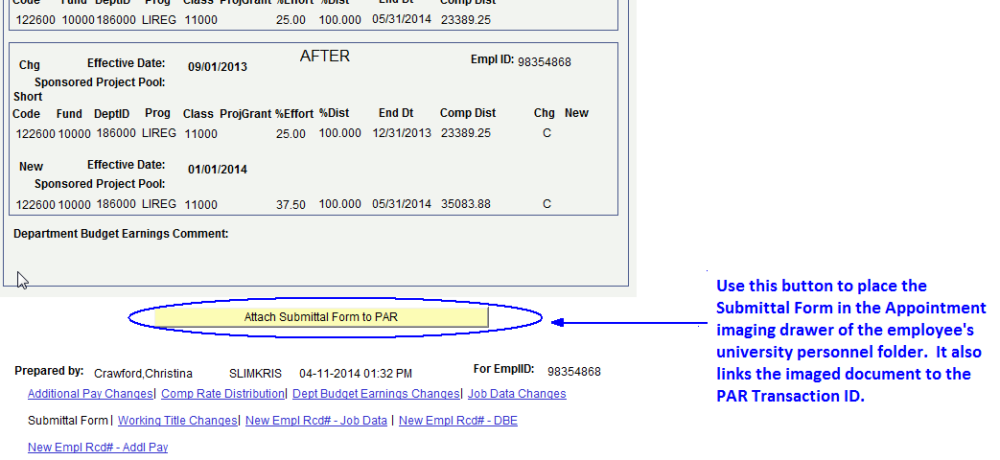 Code Fund DeptID Prog Class ProjGrant %Effort %Dist End Dt Comp Dist
122600 10000 186000 LIREG 11000 25.00 100.000 05/31/2014 23389.25
AFTER
Chg Effective Date: 09/01/2013 Empl ID: 98354868
Sponsored Project Pool:
Short
Code Fund DeptID Prog Class ProjGrant %Effort %Dist End Dt Comp Dist Chg New
122600 10000 186000 LIREG 11000 25.00 100.000 12/31/2013 23389.25 C
New Effective Date: 01/01/2014
Sponsored Project Pool:
122600 10000 186000 LIREG 11000 37.50 100.000 05/31/2014 35083.88 C
Department Budget Earnings Comment:
Attach Submittal Form to PAR
Use this button to place the
Submittal Form in the Appointment
imaging drawer of the employee's
university personnel folder. It also
links the imaged document to the
PAR Transaction ID.
Prepared by: Crawford,Christina SLIMKRIS 04-11-2014 01:32 PM For EmplID: 98354868
Additional Pay Changes| Comp Rate Distribution| Dept Budget Earnings Changes| Job Data Changes
Submittal Form | Working Title Changes| New Empl Rcd# - Job Data | New Empl Rcd# - DBE
New Empl Rcd# - Addl Pay